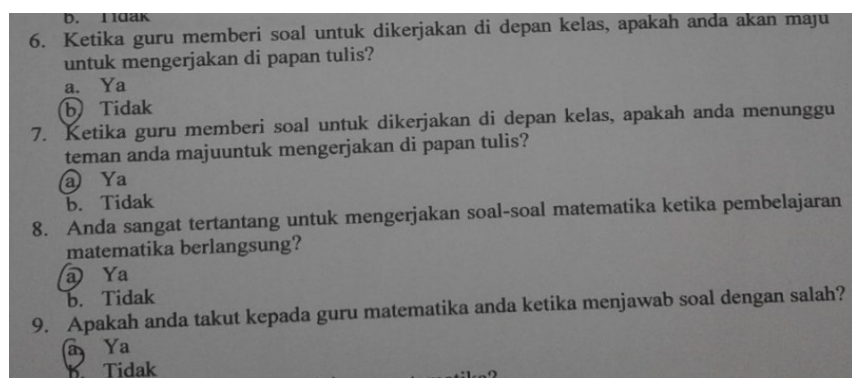 b. Tidak
6. Ketika guru memberi soal untuk dikerjakan di depan kelas, apakah anda akan maju
untuk mengerjakan di papan tulis?
a. Ya
b. Tidak
7. Ketika guru memberi soal untuk dikerjakan di depan kelas, apakah anda menunggu
teman anda majuuntuk mengerjakan di papan tulis?
a Ya
b. Tidak
8. Anda sangat tertantang untuk mengerjakan soal-soal matematika ketika pembelajaran
matematika berlangsung?
a Ya
b. Tidak
9. Apakah anda takut kepada guru matematika anda ketika menjawab soal dengan salah?
a Ya
b. Tidak